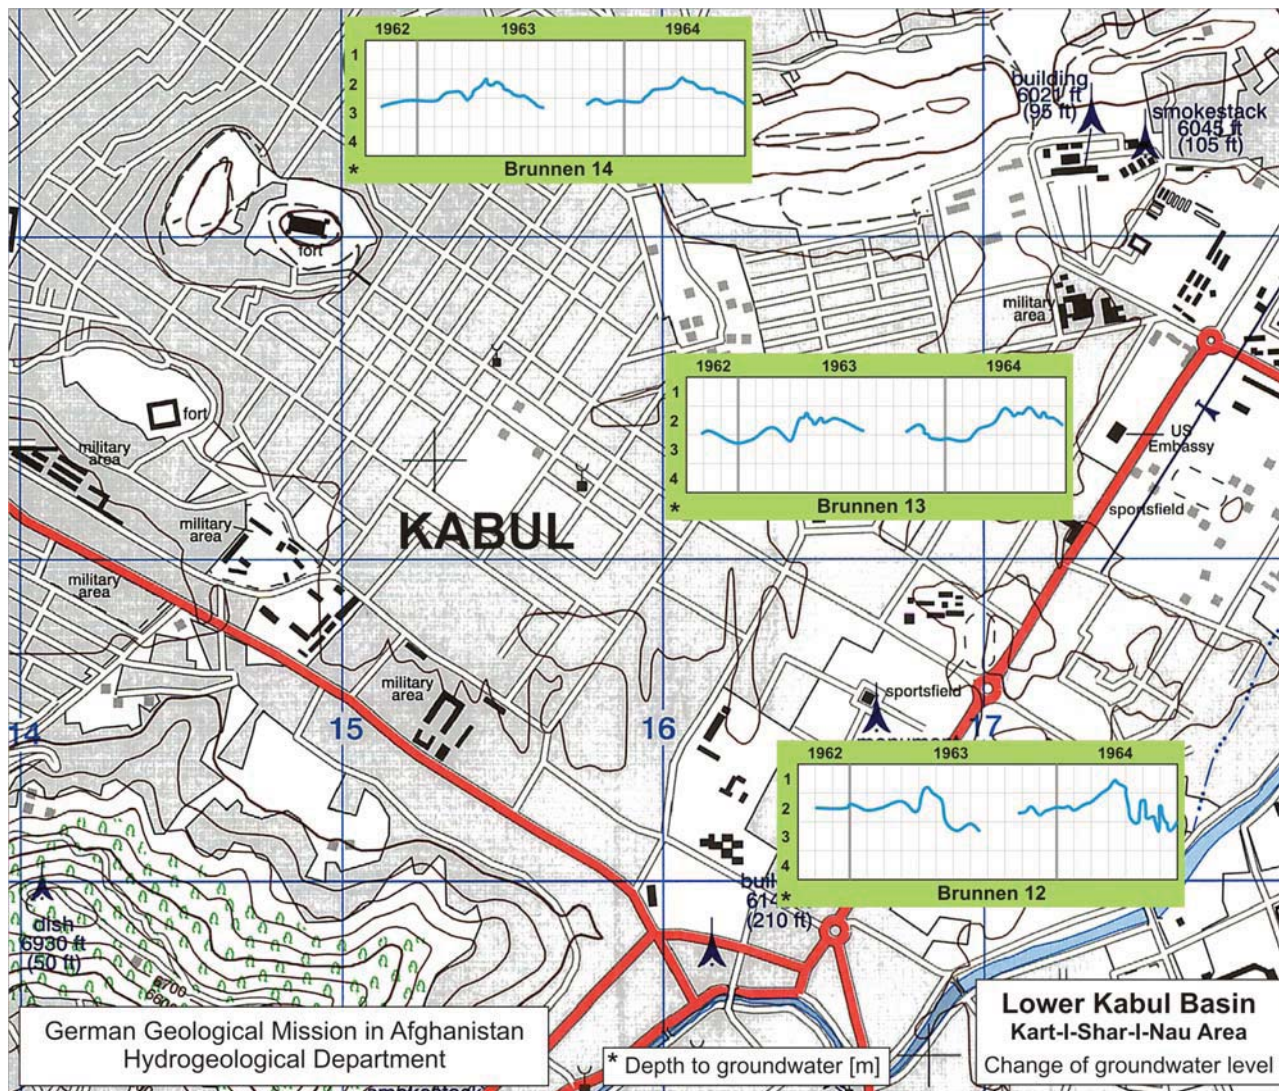 1962 1963 1964
1
2
3
4
* Brunnen 14
building
6021 ft
(95 ft)
smokestack
6045 ft
(105 ft)
fort
military
area
1962 1963 1964
1
2
3
4
* Brunnen 13
fort
military
area
US
Embassy
sportsfield
military
area
KABUL
military
area
military
area
sportsfield
14 15 16 17
1962 1963 1964
1
2
3
4
* Brunnen 12
(210 ft)
dish
6930 ft
(50 ft)
6700
German Geological Mission in Afghanistan
Hydrogeological Department
* Depth to groundwater [m]
Lower Kabul Basin
Kart-I-Shar-I-Nau Area
Change of groundwater level